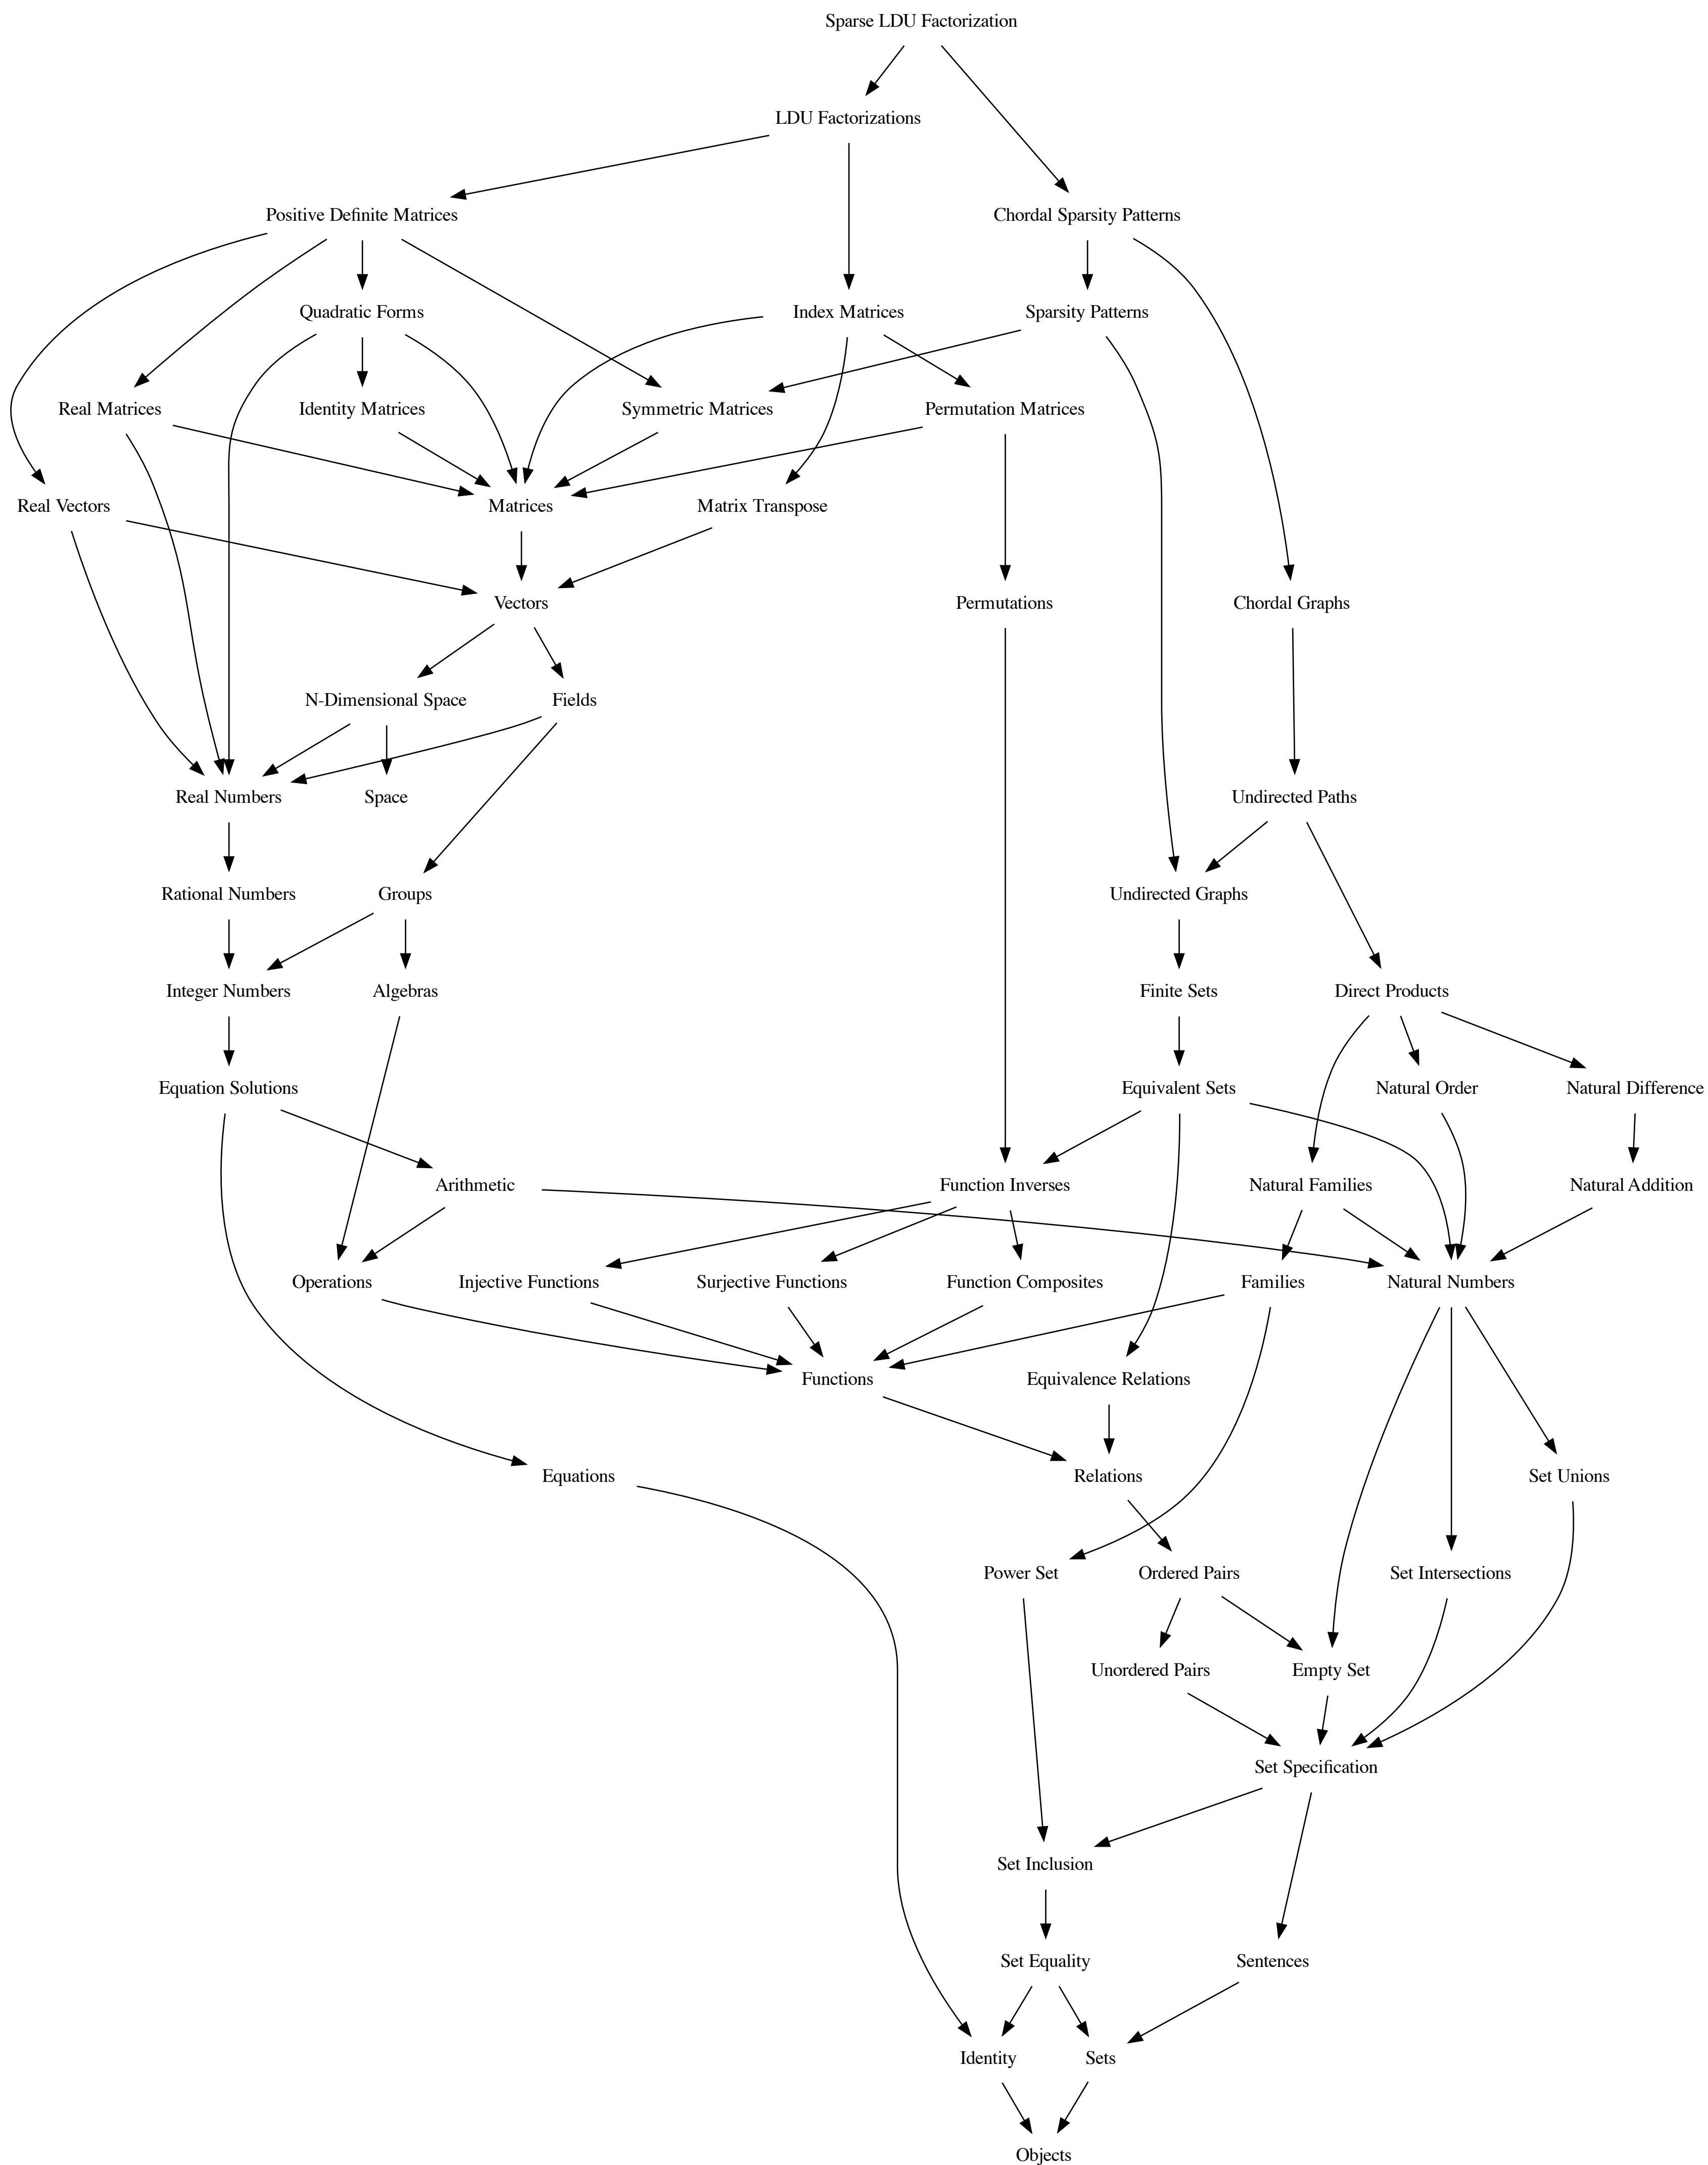 Sparse LDU Factorization
LDU Factorizations
Positive Definite Matrices
Chordal Sparsity Patterns
Quadratic Forms
Index Matrices
Sparsity Patterns
Real Matrices
Identity Matrices
Symmetric Matrices
Permutation Matrices
Real Vectors
Matrices
Matrix Transpose
Vectors
Permutations
Chordal Graphs
N-Dimensional Space
Fields
Real Numbers
Space
Undirected Paths
Rational Numbers
Groups
Undirected Graphs
Integer Numbers
Algebras
Finite Sets
Direct Products
Equation Solutions
Equivalent Sets
Natural Order
Natural Difference
Arithmetic
Function Inverses
Natural Families
Natural Addition
Operations
Injective Functions
Surjective Functions
Function Composites
Families
Natural Numbers
Functions
Equivalence Relations
Equations
Relations
Set Unions
Power Set
Ordered Pairs
Set Intersections
Unordered Pairs
Empty Set
Set Specification
Set Inclusion
Set Equality
Sentences
Identity
Sets
Objects